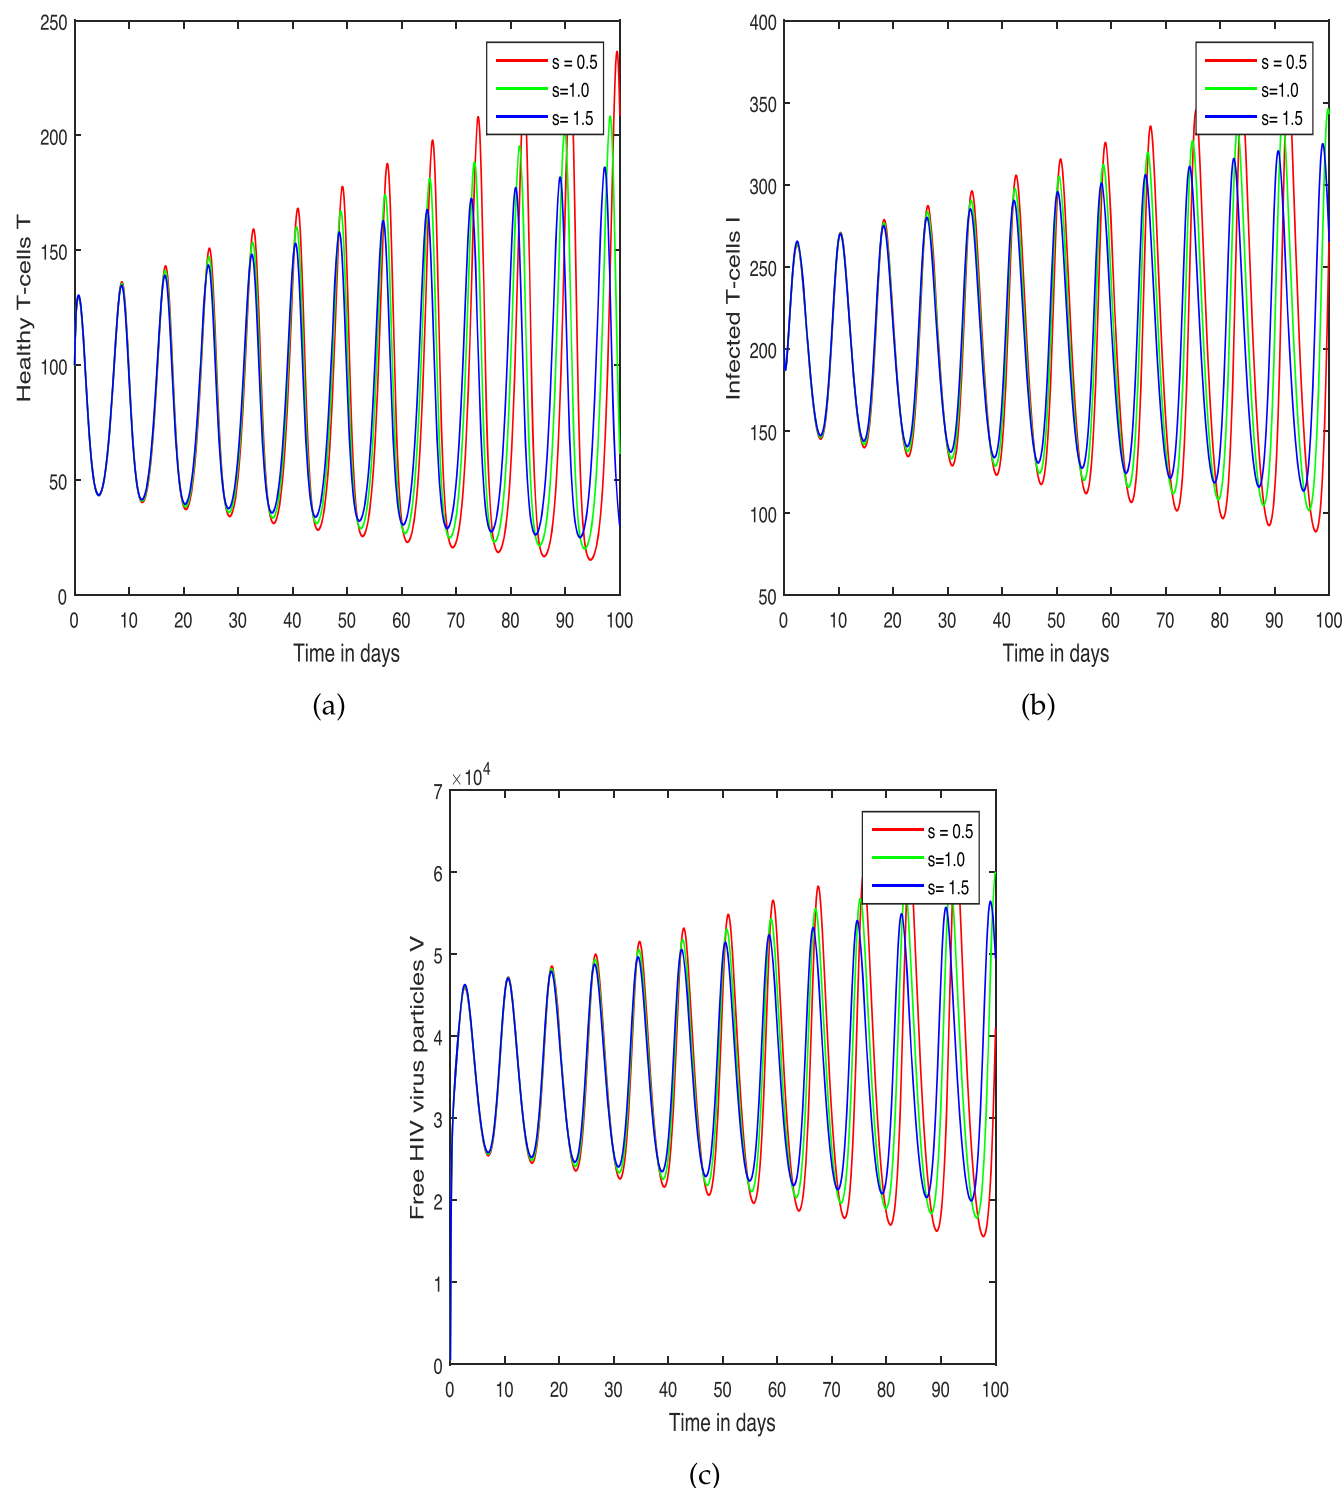 250
200
150
100
50
0
Healthy T-cells T
s = 0.5
s=1.0
s= 1.5
0 10 20 30 40 50 60 70 80 90 100
Time in days
(a)
400
350
300
250
200
150
100
50
Infected T-cells I
s = 0.5
s=1.0
s= 1.5
0 10 20 30 40 50 60 70 80 90 100
Time in days
(b)
×10⁴
7
6
5
4
3
2
1
0
Free HIV virus particles V
s = 0.5
s=1.0
s= 1.5
0 10 20 30 40 50 60 70 80 90 100
Time in days
(c)